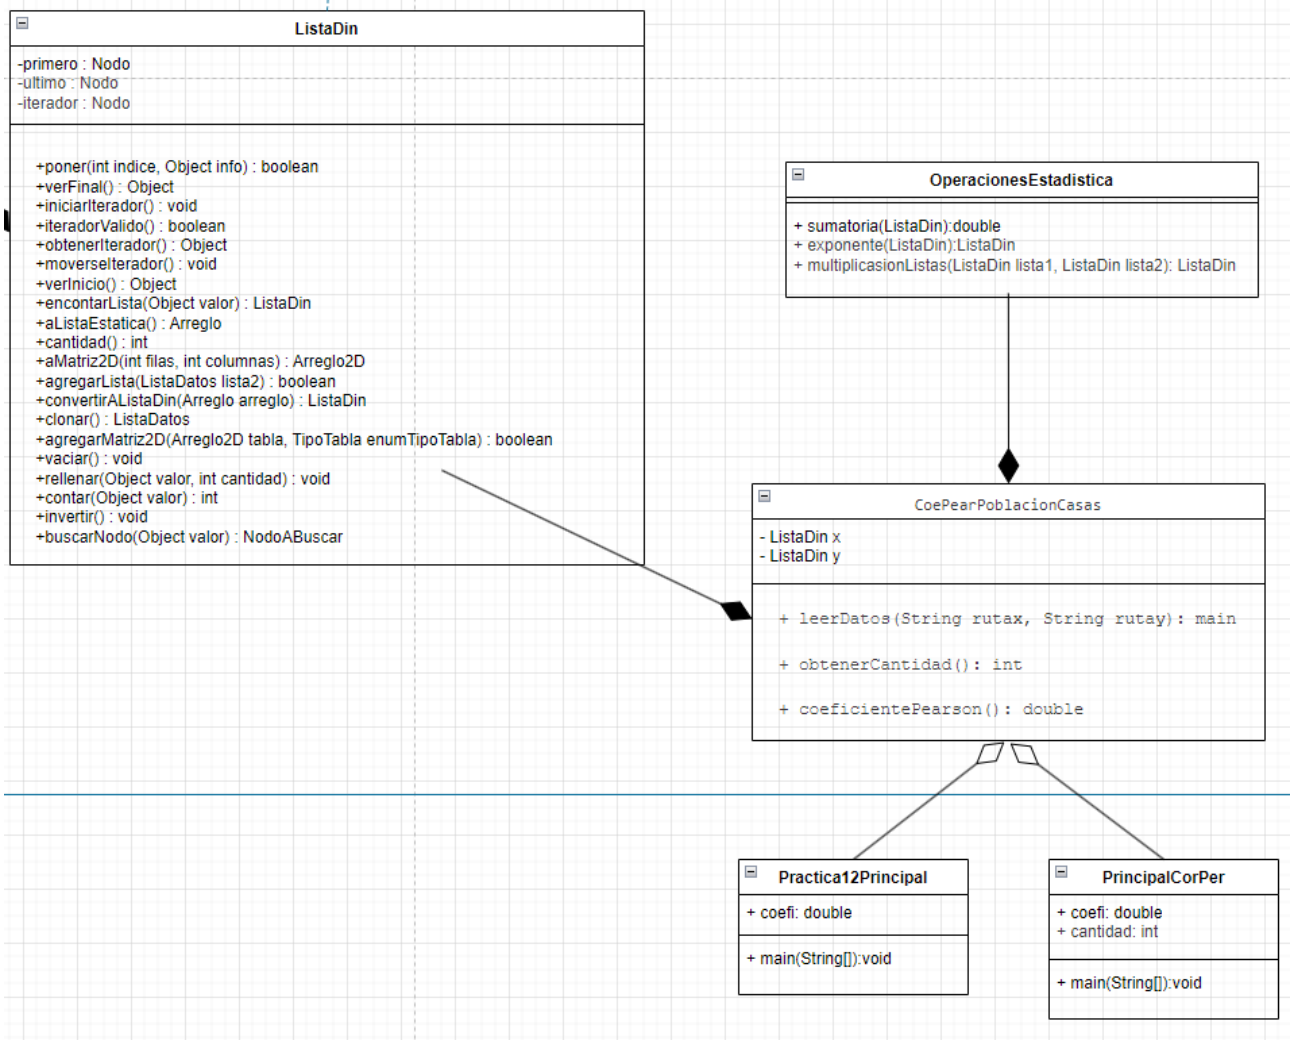 ListaDin
-primero : Nodo
-ultimo : Nodo
-iterador : Nodo
+poner(int indice, Object info) : boolean
+verFinal() : Object
+iniciarIterador() : void
+iteradorValido() : boolean
+obtenerIterador() : Object
+moverseIterador() : void
+verInicio() : Object
+encontarLista(Object valor) : ListaDin
+aListaEstatica() : Arreglo
+cantidad() : int
+aMatriz2D(int filas, int columnas) : Arreglo2D
+agregarLista(ListaDatos lista2) : boolean
+convertirAListaDin(Arreglo arreglo) : ListaDin
+clonar() : ListaDatos
+agregarMatriz2D(Arreglo2D tabla, TipoTabla enumTipoTabla) : boolean
+vaciar() : void
+rellenar(Object valor, int cantidad) : void
+contar(Object valor) : int
+invertir() : void
+buscarNodo(Object valor) : NodoABuscar
OperacionesEstadistica
+ sumatoria(ListaDin):double
+ exponente(ListaDin):ListaDin
+ multiplicasionListas(ListaDin lista1, ListaDin lista2): ListaDin
CoePearPoblacionCasas
- ListaDin x
- ListaDin y
+ leerDatos(String rutax, String rutay): main
+ obtenerCantidad(): int
+ coeficientePearson(): double
Practica12Principal
+ coefi: double
+ main(String[]):void
PrincipalCorPer
+ coefi: double
+ cantidad: int
+ main(String[]):void